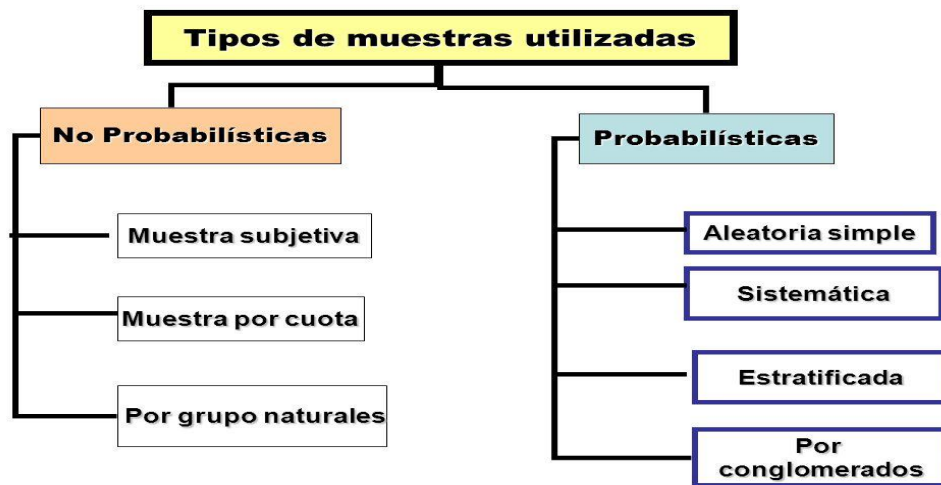 Tipos de muestras utilizadas
No Probabilísticas
Muestra subjetiva
Muestra por cuota
Por grupo naturales
Probabilísticas
Aleatoria simple
Sistemática
Estratificada
Por
conglomerados